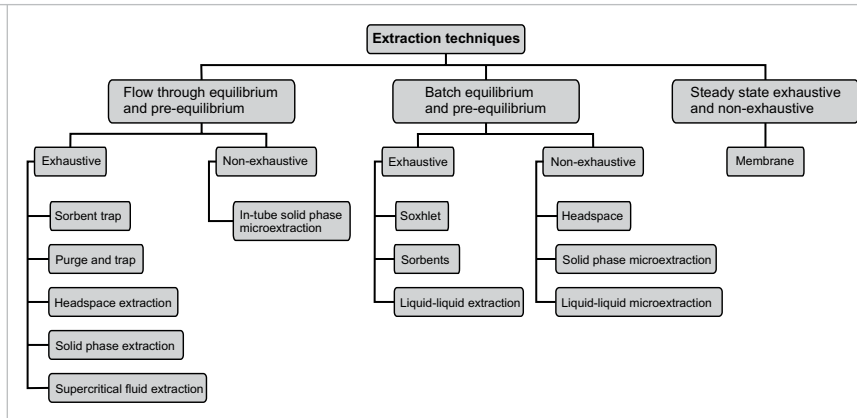 Extraction techniques
Flow through equilibrium
and pre-equilibrium
Batch equilibrium
and pre-equilibrium
Steady state exhaustive
and non-exhaustive
Exhaustive
Non-exhaustive
Exhaustive
Non-exhaustive
Membrane
Sorbent trap
In-tube solid phase
microextraction
Soxhlet
Headspace
Purge and trap
Sorbents
Solid phase microextraction
Headspace extraction
Liquid-liquid extraction
Liquid-liquid microextraction
Solid phase extraction
Supercritical fluid extraction